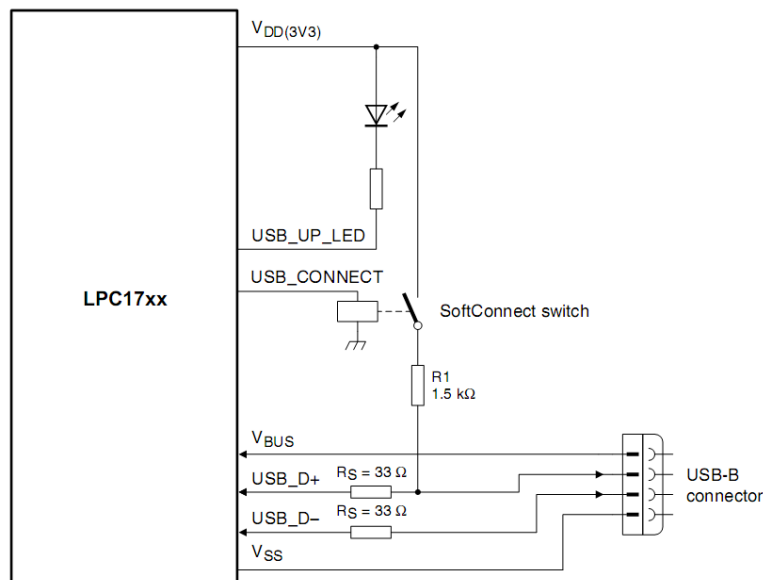 VDD(3V3)
USB_UP_LED
USB_CONNECT
LPC17xx
SoftConnect switch
R1
1.5 kΩ
VBUS
USB_D+
RS = 33 Ω
USB-B
connector
USB_D−
RS = 33 Ω
VSS